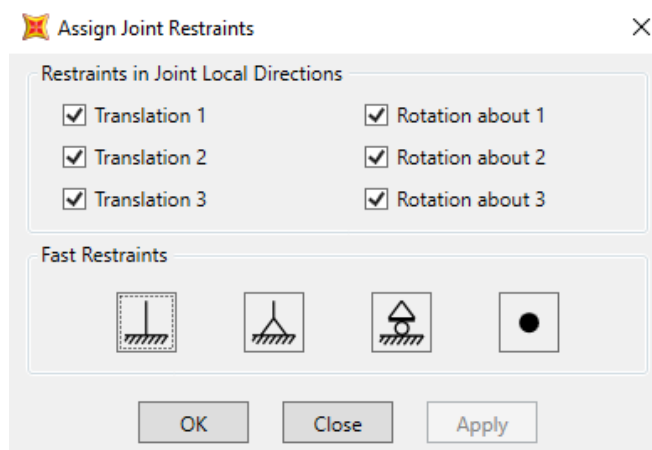 Assign Joint Restraints
Restraints in Joint Local Directions
Translation 1
Rotation about 1
Translation 2
Rotation about 2
Translation 3
Rotation about 3
Fast Restraints
OK
Close
Apply